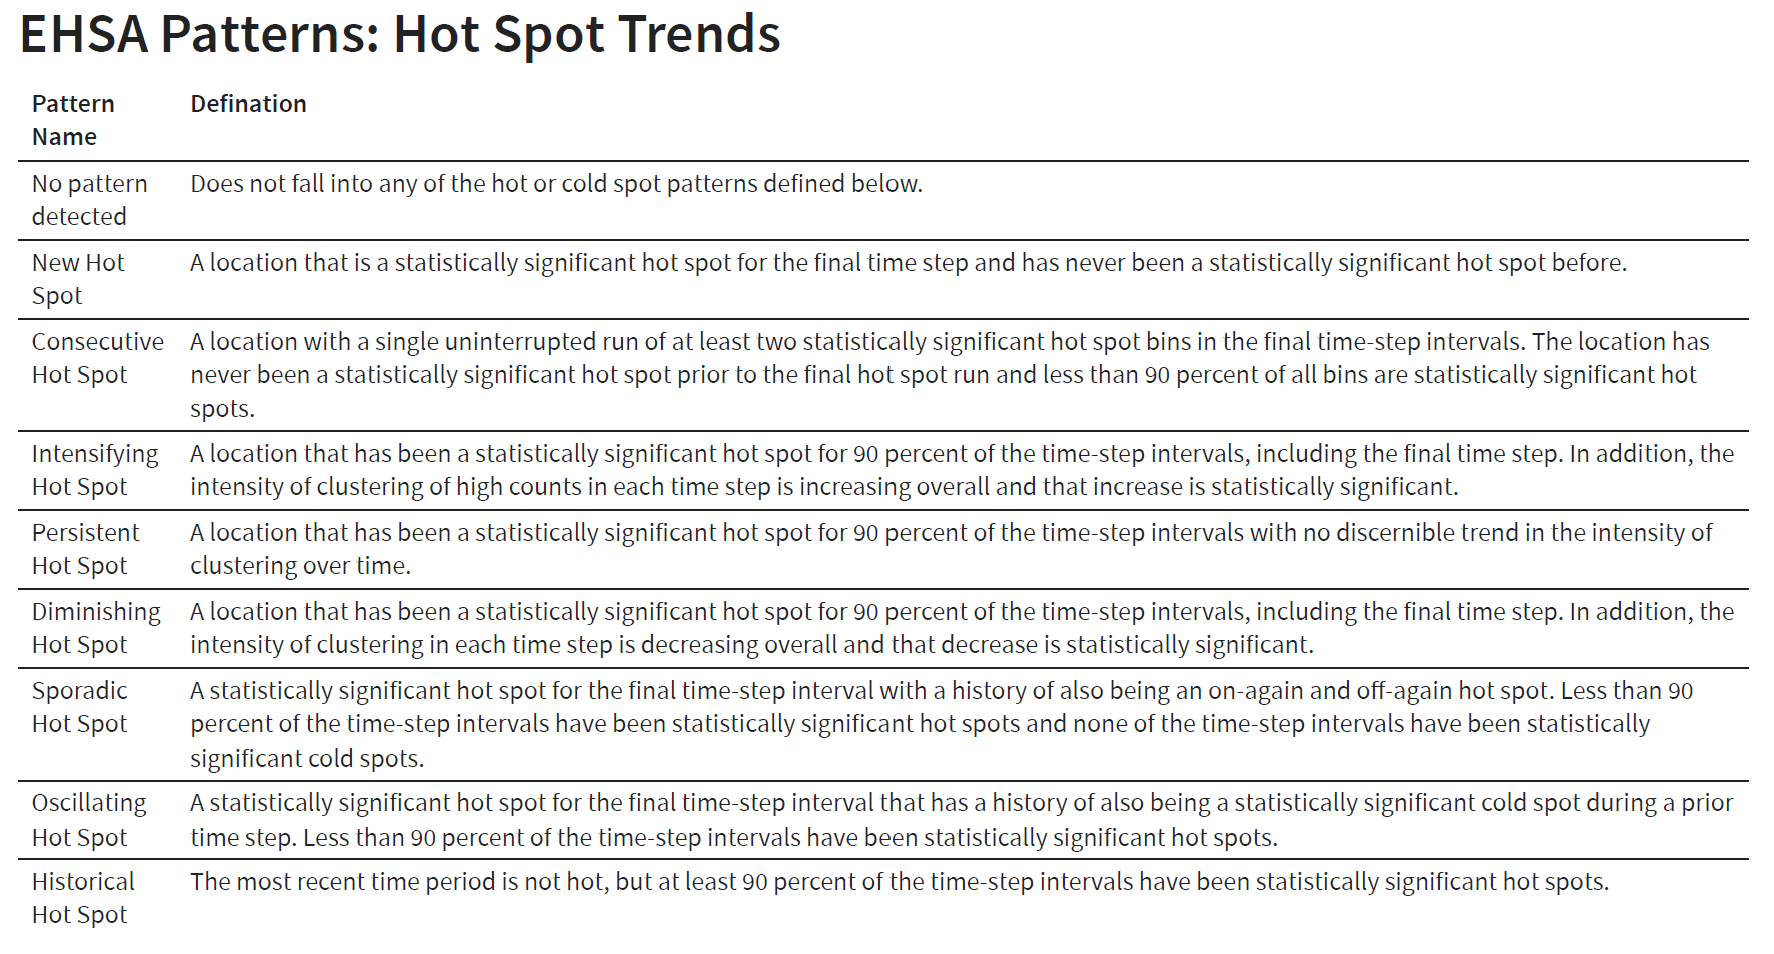 EHSA Patterns: Hot Spot Trends
Pattern Name
Defination
No pattern detected
Does not fall into any of the hot or cold spot patterns defined below.
New Hot Spot
A location that is a statistically significant hot spot for the final time step and has never been a statistically significant hot spot before.
Consecutive Hot Spot
A location with a single uninterrupted run of at least two statistically significant hot spot bins in the final time-step intervals. The location has
never been a statistically significant hot spot prior to the final hot spot run and less than 90 percent of all bins are statistically significant hot
spots.
Intensifying Hot Spot
A location that has been a statistically significant hot spot for 90 percent of the time-step intervals, including the final time step. In addition, the
intensity of clustering of high counts in each time step is increasing overall and that increase is statistically significant.
Persistent Hot Spot
A location that has been a statistically significant hot spot for 90 percent of the time-step intervals with no discernible trend in the intensity of
clustering over time.
Diminishing Hot Spot
A location that has been a statistically significant hot spot for 90 percent of the time-step intervals, including the final time step. In addition, the
intensity of clustering in each time step is decreasing overall and that decrease is statistically significant.
Sporadic Hot Spot
A statistically significant hot spot for the final time-step interval with a history of also being an on-again and off-again hot spot. Less than 90
percent of the time-step intervals have been statistically significant hot spots and none of the time-step intervals have been statistically
significant cold spots.
Oscillating Hot Spot
A statistically significant hot spot for the final time-step interval that has a history of also being a statistically significant cold spot during a prior
time step. Less than 90 percent of the time-step intervals have been statistically significant hot spots.
Historical Hot Spot
The most recent time period is not hot, but at least 90 percent of the time-step intervals have been statistically significant hot spots.